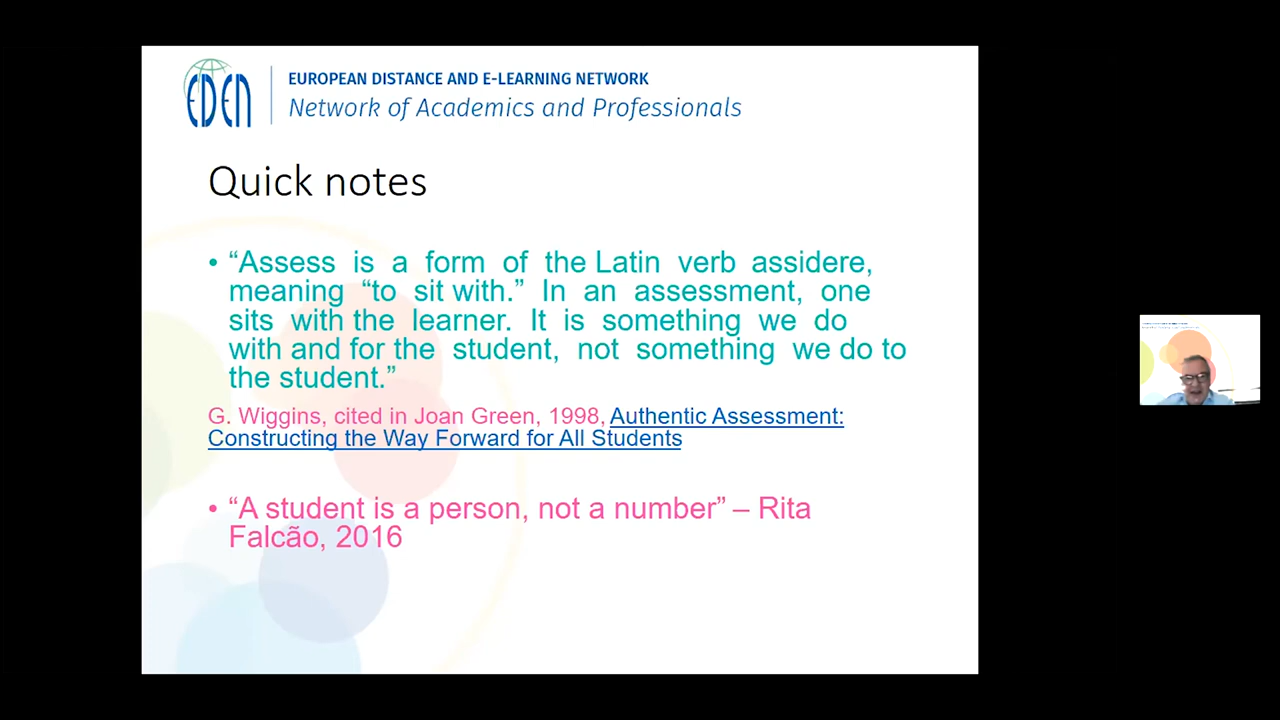 EDEN
EUROPEAN DISTANCE AND E-LEARNING NETWORK
Network of Academics and Professionals
Quick notes
• “Assess is a form of the Latin verb assidere,
meaning “to sit with.” In an assessment, one
sits with the learner. It is something we do
with and for the student, not something we do to
the student.”
G. Wiggins, cited in Joan Green, 1998, Authentic Assessment:
Constructing the Way Forward for All Students
• “A student is a person, not a number” – Rita
Falcão, 2016